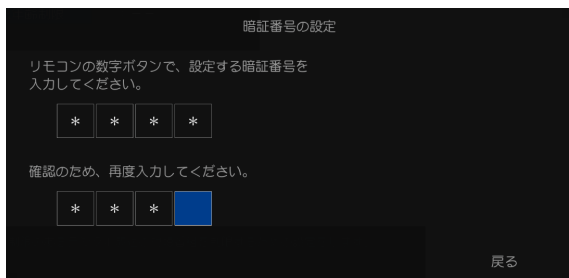 暗証番号の設定
リモコンの数字ボタンで、設定する暗証番号を
入力してください。
* * * *
確認のため、再度入力してください。
* * *
戻る